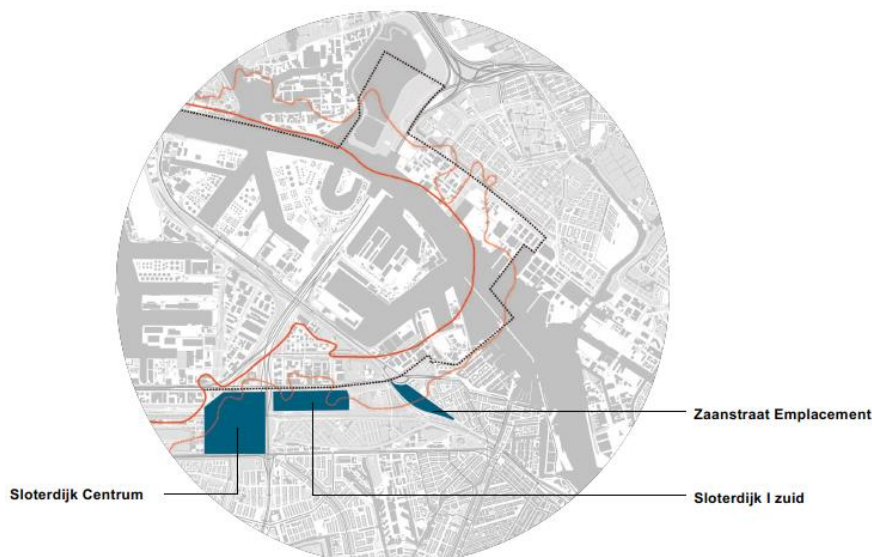 Zaanstraat Emplacement
Sloterdijk Centrum
Sloterdijk I zuid